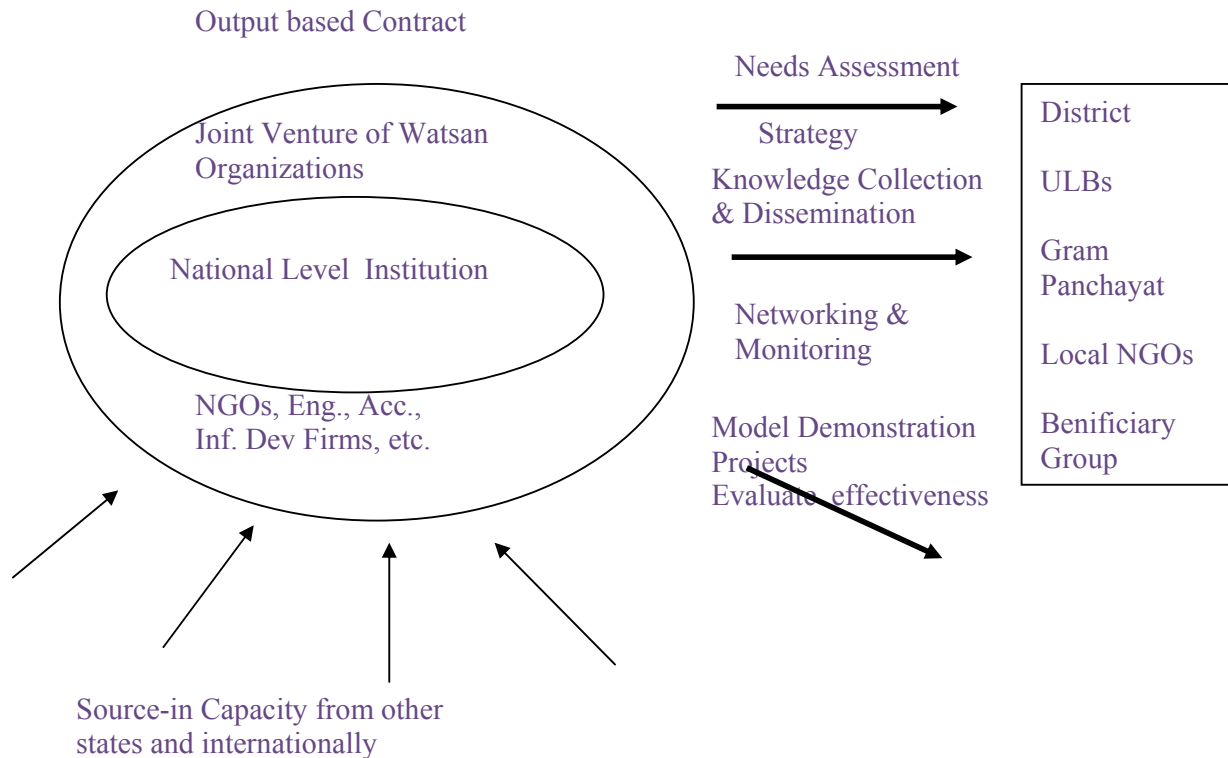 Output based Contract
Joint Venture of Watsan
Organizations
National Level Institution
NGOs, Eng., Acc.,
Inf. Dev Firms, etc.
Source-in Capacity from other
states and internationally
Needs Assessment
Strategy
Knowledge Collection
& Dissemination
Networking &
Monitoring
Model Demonstration
Projects
Evaluate effectiveness
District
ULBs
Gram
Panchayat
Local NGOs
Benificiary
Group